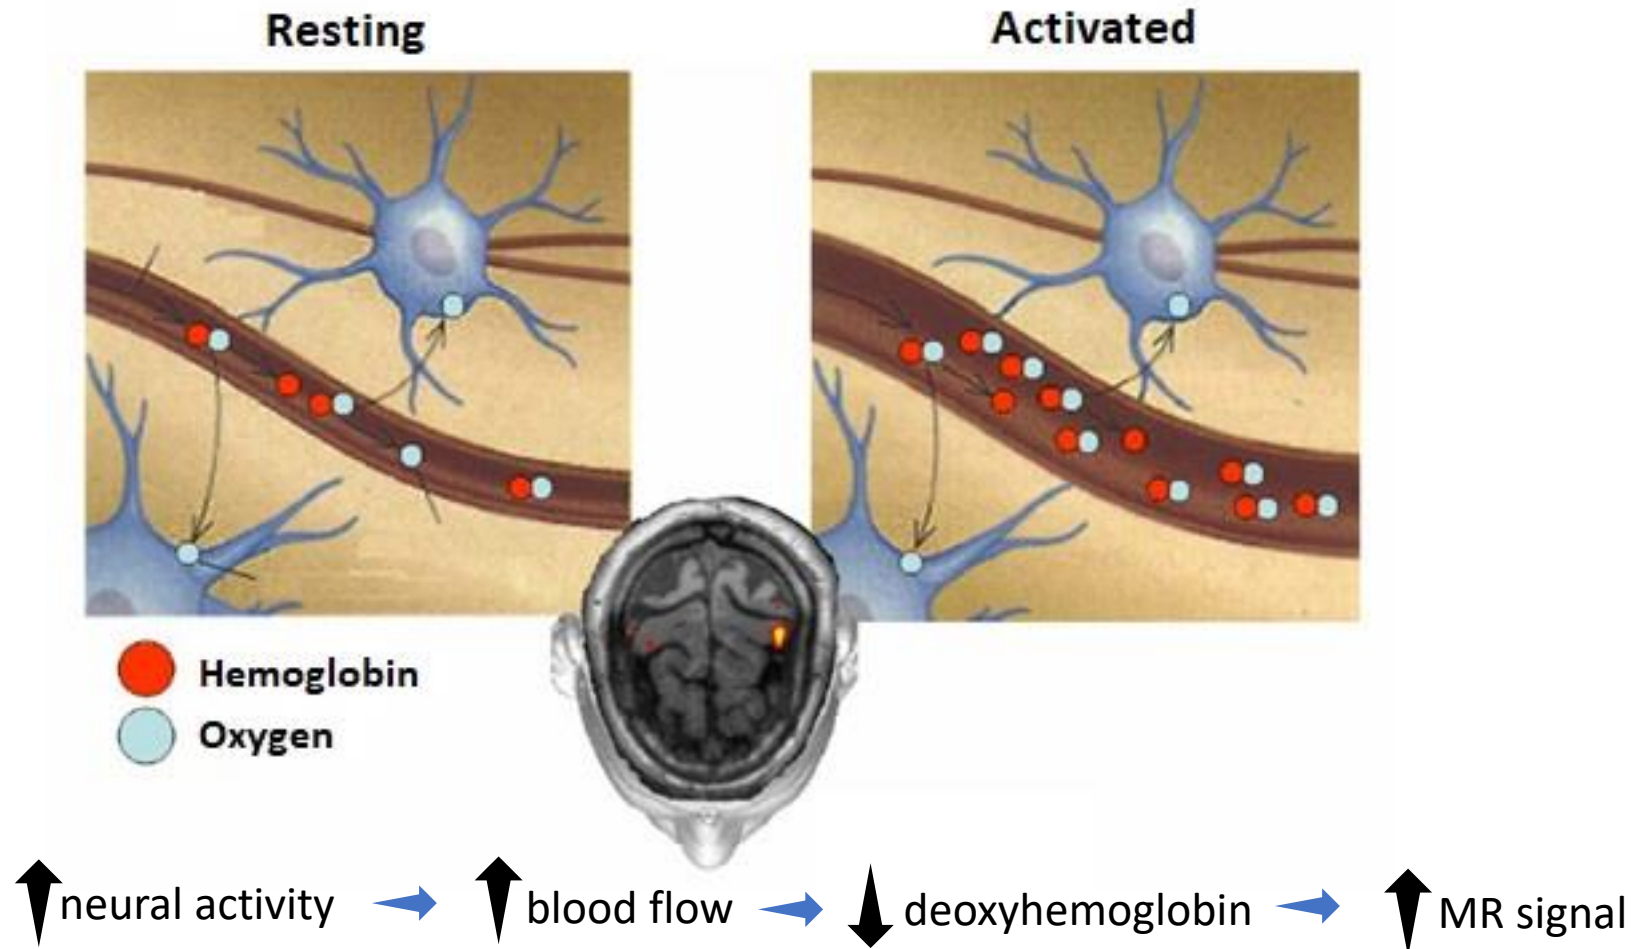 Resting
Activated
Hemoglobin
Oxygen
neural activity
blood flow
deoxyhemoglobin
MR signal